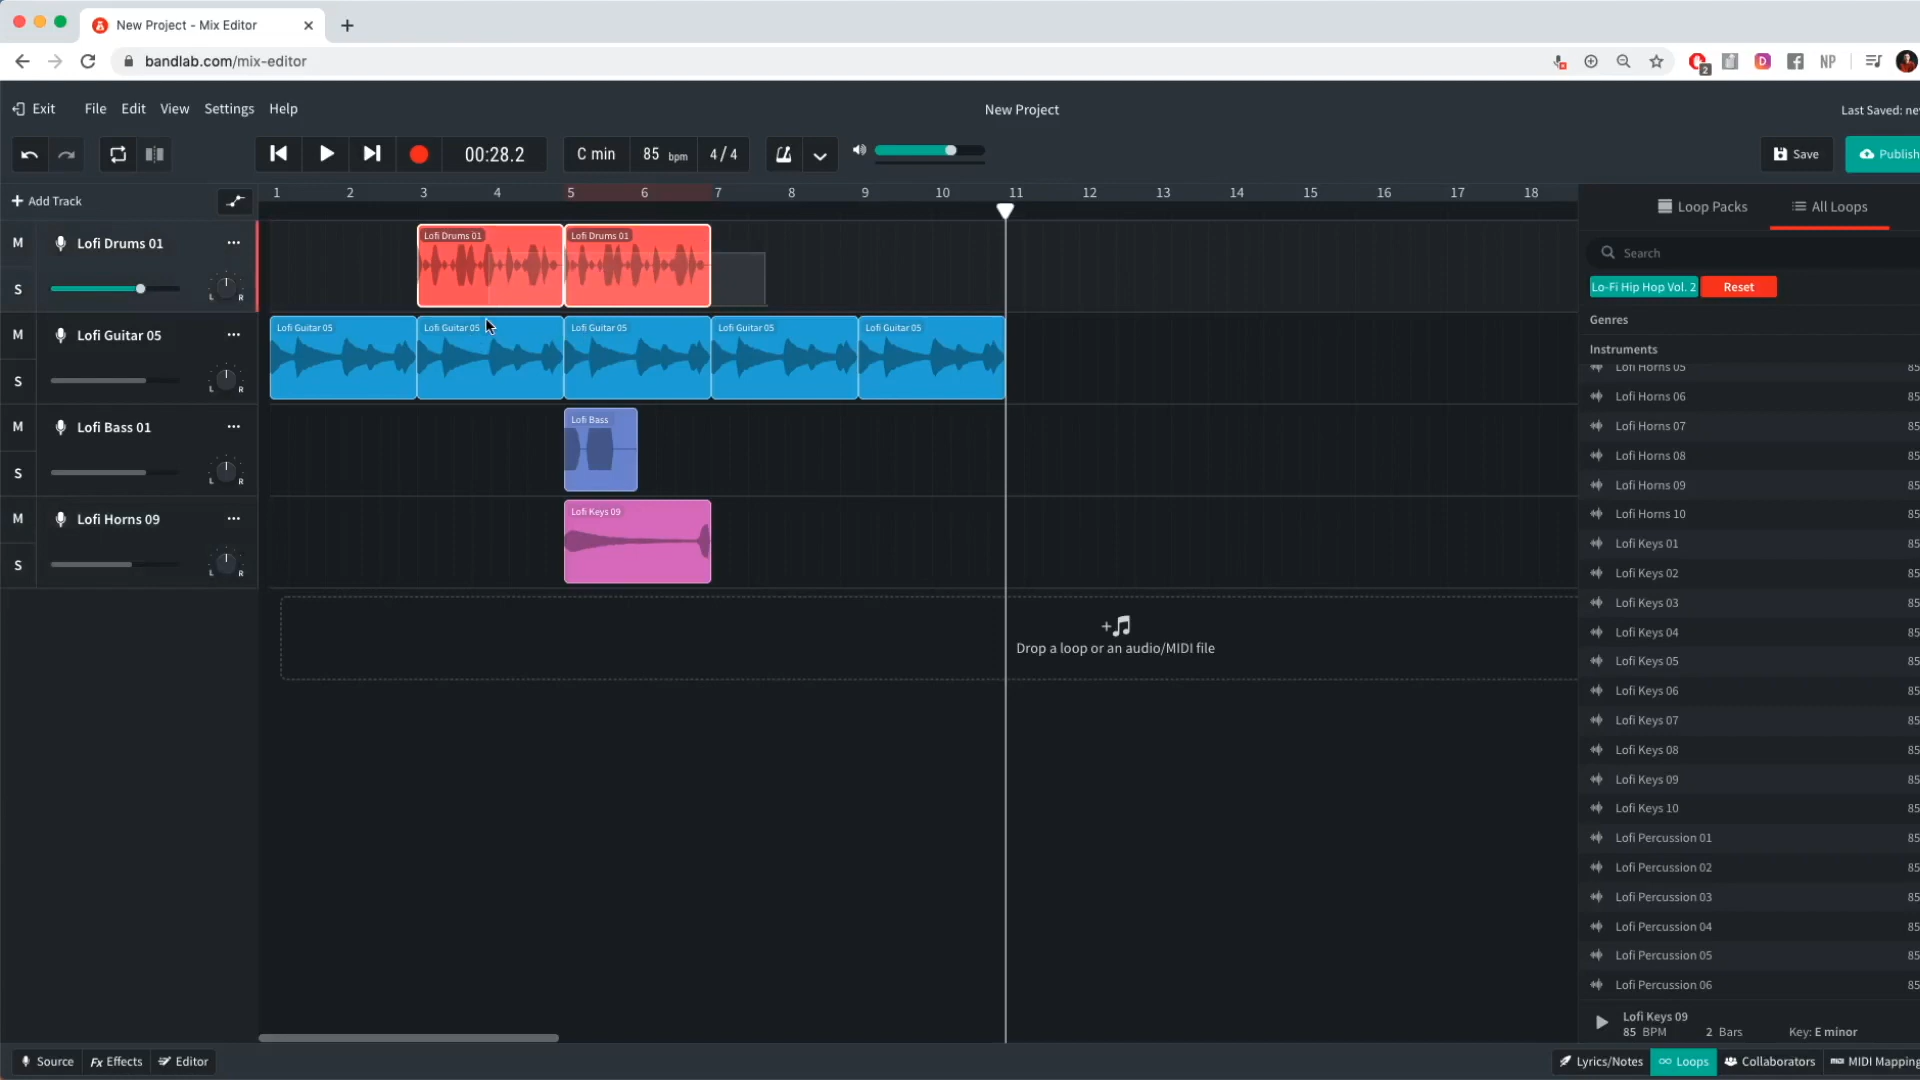 New Project - Mix Editor
bandlab.com/mix-editor
2
NP
Exit File Edit View Settings Help
New Project
Last Saved: ne
00:28.2
C min 85 bpm 4/4
Save
Publish
Add Track
1 2 3 4 5 6 7 8 9 10 11 12 13 14 15 16 17 18
Loop Packs
All Loops
M Lofi Drums 01
S L R
Lofi Drums 01 Lofi Drums 01
M Lofi Guitar 05
S L R
Lofi Guitar 05 Lofi Guitar 05 Lofi Guitar 05 Lofi Guitar 05 Lofi Guitar 05
M Lofi Bass 01
S L R
Lofi Bass
M Lofi Horns 09
S L R
Lofi Keys 09
Drop a loop or an audio/MIDI file
Search
Lo-Fi Hip Hop Vol. 2 Reset
Genres
Instruments
Lofi Horns 05 85
Lofi Horns 06 85
Lofi Horns 07 85
Lofi Horns 08 85
Lofi Horns 09 85
Lofi Horns 10 85
Lofi Keys 01 85
Lofi Keys 02 85
Lofi Keys 03 85
Lofi Keys 04 85
Lofi Keys 05 85
Lofi Keys 06 85
Lofi Keys 07 85
Lofi Keys 08 85
Lofi Keys 09 85
Lofi Keys 10 85
Lofi Percussion 01 85
Lofi Percussion 02 85
Lofi Percussion 03 85
Lofi Percussion 04 85
Lofi Percussion 05 85
Lofi Percussion 06 85
Lofi Keys 09
85 BPM 2 Bars Key: E minor
Source Fx Effects Editor
Lyrics/Notes Loops Collaborators MIDI Mapping